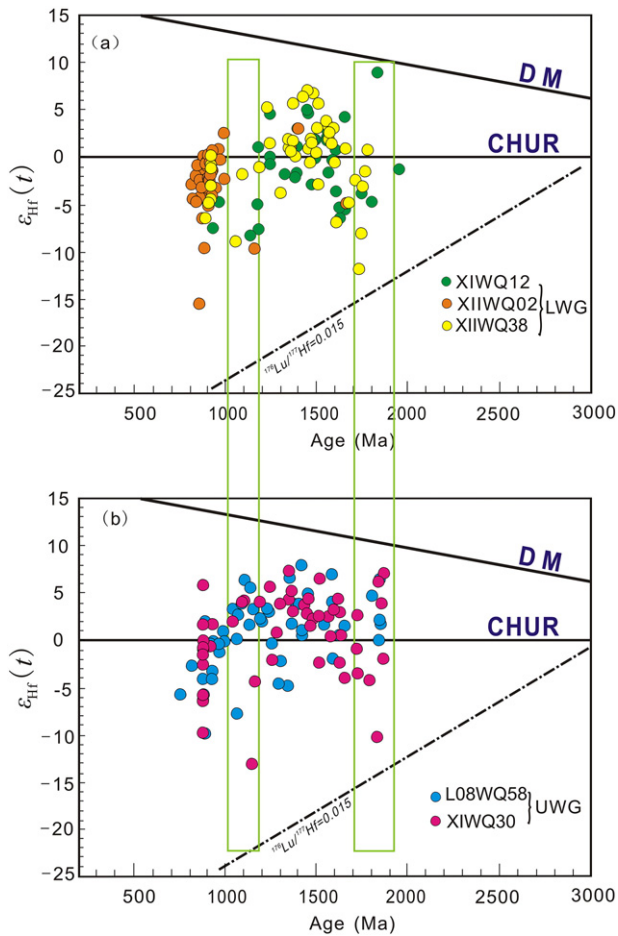 15
(a)
10
DM
5
0
CHUR
-5
-10
XIWQ12
-15
XIIWQ02
LWG
XIIWQ38
-20
¹⁷⁶Lu/¹⁷⁷Hf=0.015
-25
εHf(t)
500 1000 1500 2000 2500 3000
Age (Ma)
15
(b)
10
DM
5
0
CHUR
-5
-10
-15
L08WQ58
UWG
XIWQ30
-20
¹⁷⁶Lu/¹⁷⁷Hf=0.015
-25
εHf(t)
500 1000 1500 2000 2500 3000
Age (Ma)